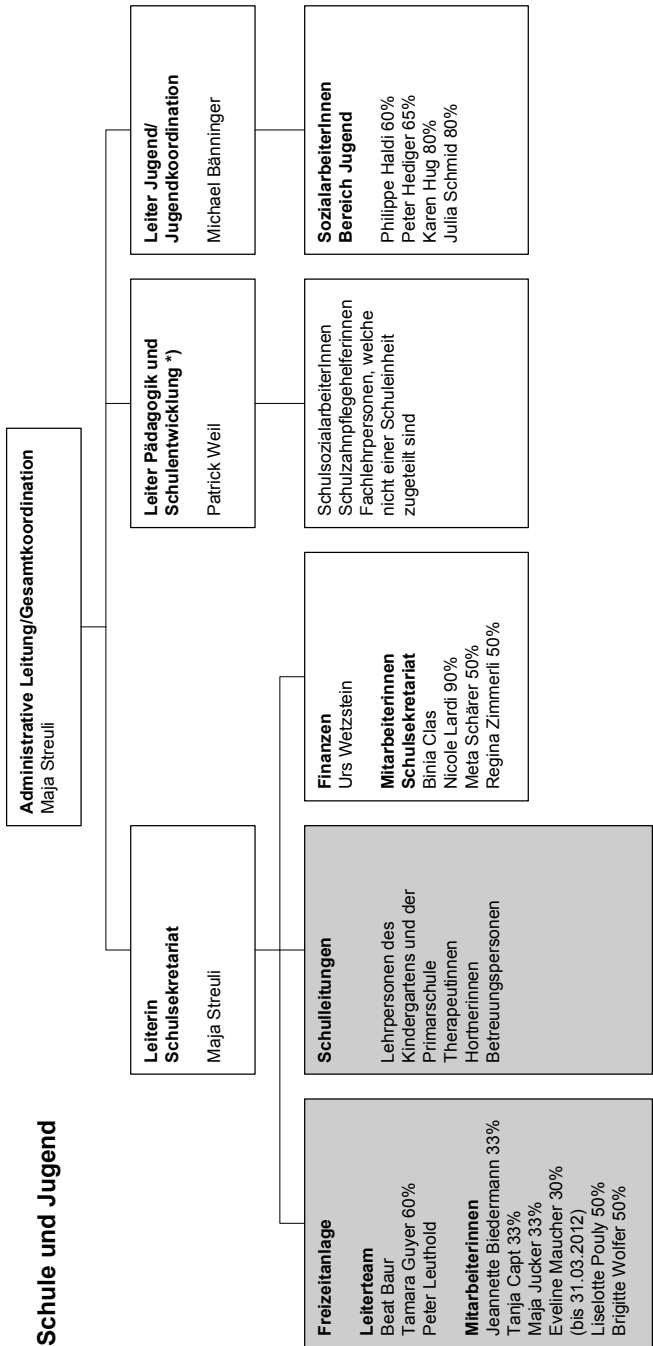 Schule und Jugend
Administrative Leitung/Gesamtkoordination
Maja Streuli
Leiterin
Schulsekretariat
Maja Streuli
Leiter Pädagogik und
Schulentwicklung *)
Patrick Weil
Leiter Jugend/
Jugendkoordination
Michael Bänninger
Freizeitanlage
Leiterteam
Beat Baur
Tamara Guyer 60%
Peter Leuthold
Mitarbeiterinnen
Jeannette Biedermann 33%
Tanja Capt 33%
Maja Jucker 33%
Eveline Maucher 30%
(bis 31.03.2012)
Liselotte Pouly 50%
Brigitte Wolfer 50%
Schulleitungen
Lehrpersonen des
Kindergartens und der
Primarschule
Therapeutinnen
Hortnerinnen
Betreuungspersonen
Finanzen
Urs Wetzstein
Mitarbeiterinnen
Schulsekretariat
Binia Clas
Nicole Lardi 90%
Meta Schärer 50%
Regina Zimmerli 50%
SchulsozialarbeiterInnen
Schulzahnpflegehelferinnen
Fachlehrpersonen, welche
nicht einer Schuleinheit
zugeteilt sind
SozialarbeiterInnen
Bereich Jugend
Philippe Haldi 60%
Peter Hediger 65%
Karen Hug 80%
Julia Schmid 80%